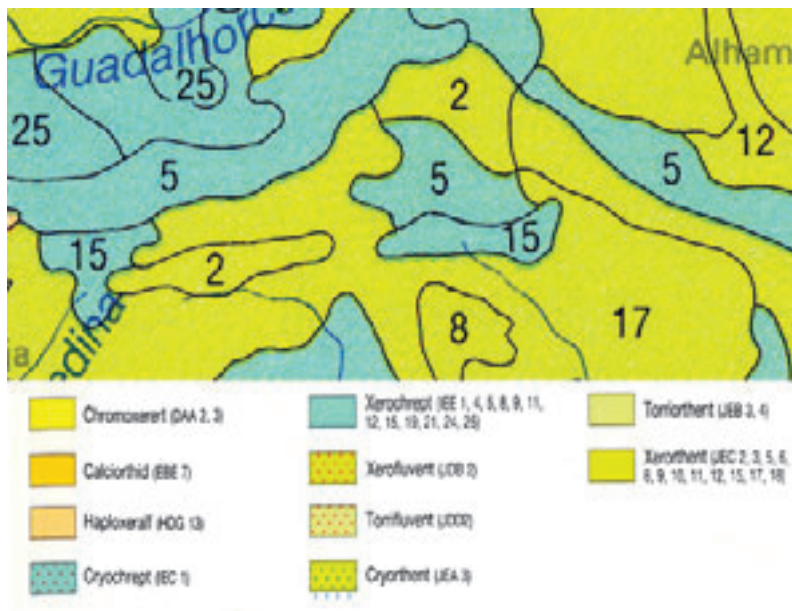 Guadalhorc
Alham
25
2
25
12
5
5
5
15
15
2
8
17
edina
ja
Chromoxerert (DAA 2, 3)
Calciorthid (EBE 7)
Haploxeralf (HDG 13)
Cryochrept (IEC 1)
Xerochrept (IEE 1, 4, 5, 8, 9, 11,
12, 15, 19, 21, 24, 25)
Xerofluvent (JDB 2)
Torrifluvent (JDD2)
Cryorthent (JEA 3)
Torriorthent (JEB 3, 4)
Xerorthent (JEC 2, 3, 5, 6,
8, 9, 10, 11, 12, 15, 17, 18)